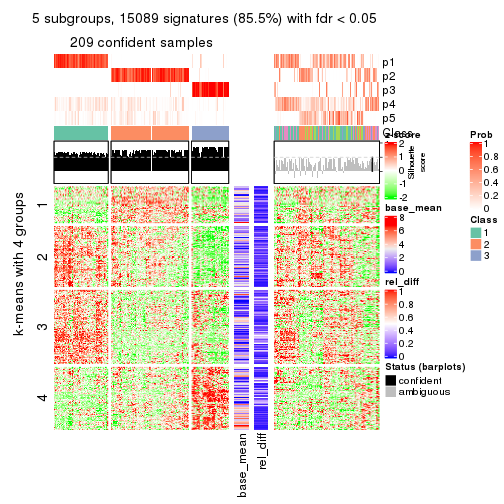 5 subgroups, 15089 signatures (85.5%) with fdr < 0.05
209 confident samples
p1
p2
p3
p4
p5
Class
Silhouette
score
k-means with 4 groups
1
2
3
4
base_mean
rel_diff
z-score
2
1
0
-1
-2
base_mean
8
6
4
2
0
rel_diff
1
0.8
0.6
0.4
0.2
0
Status (barplots)
confident
ambiguous
Prob
1
0.8
0.6
0.4
0.2
0
Class
1
2
3